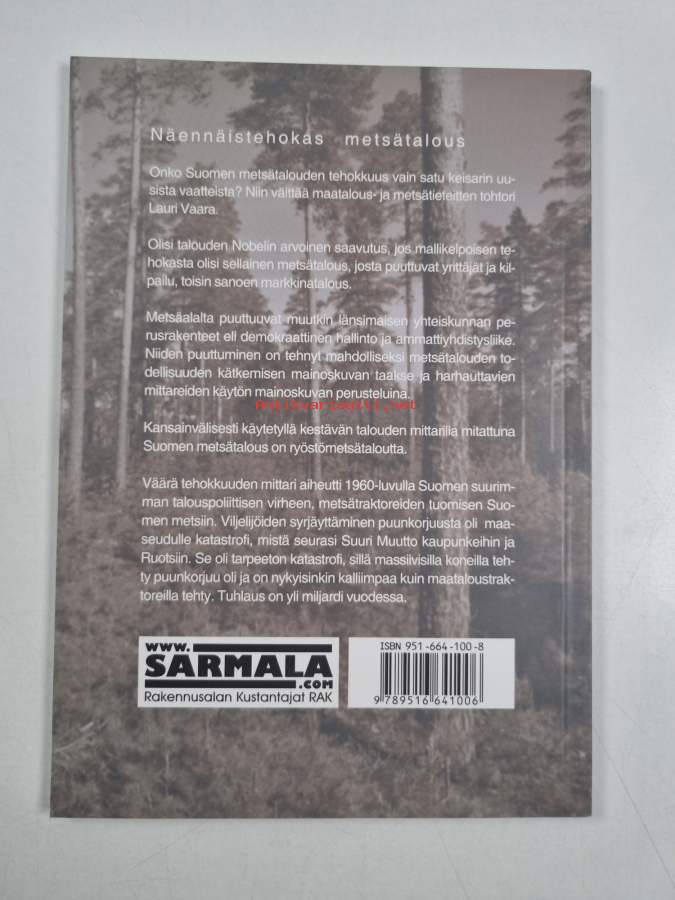 Näennäistehokas metsätalous
Onko Suomen metsätalouden tehokkuus vain satu keisarin uu-
sista vaatteista? Niin väittää maatalous- ja metsätieteitten tohtori
Lauri Vaara.
Olisi talouden Nobelin arvoinen saavutus, jos mallikelpoisen te-
hokasta olisi sellainen metsätalous, josta puuttuvat yrittäjät ja kil-
pailu, toisin sanoen markkinatalous.
Metsäalalta puuttuuvat muutkin länsimaisen yhteiskunnan pe-
rusrakenteet eli demokraattinen hallinto ja ammattiyhdistysliike.
Niiden puuttuminen on tehnyt mahdolliseksi metsätalouden to-
dellisuuden kätkemisen mainoskuvan taakse ja harhauttavien
mittareiden käytön mainoskuvan perusteluina.
Antikvariaatti.net
Kansainvälisesti käytetyllä kestävän talouden mittarilla mitattuna
Suomen metsätalous on ryöstömetsätaloutta.
Väärä tehokkuuden mittari aiheutti 1960-luvulla Suomen suurim-
man talouspoliittisen virheen, metsätraktoreiden tuomisen Suo-
men metsiin. Viljelijöiden syrjäyttäminen puunkorjuusta oli maa-
seudulle katastrofi, mistä seurasi Suuri Muutto kaupunkeihin ja
Ruotsiin. Se oli tarpeeton katastrofi, sillä massiivisilla koneilla teh-
ty puunkorjuu oli ja on nykyisinkin kalliimpaa kuin maataloustrak-
toreilla tehty. Tuhlaus on yli miljardi vuodessa.
www.
SARMALA
.com
Rakennusalan Kustantajat RAK
ISBN 951-664-100-8
9 789516 641006